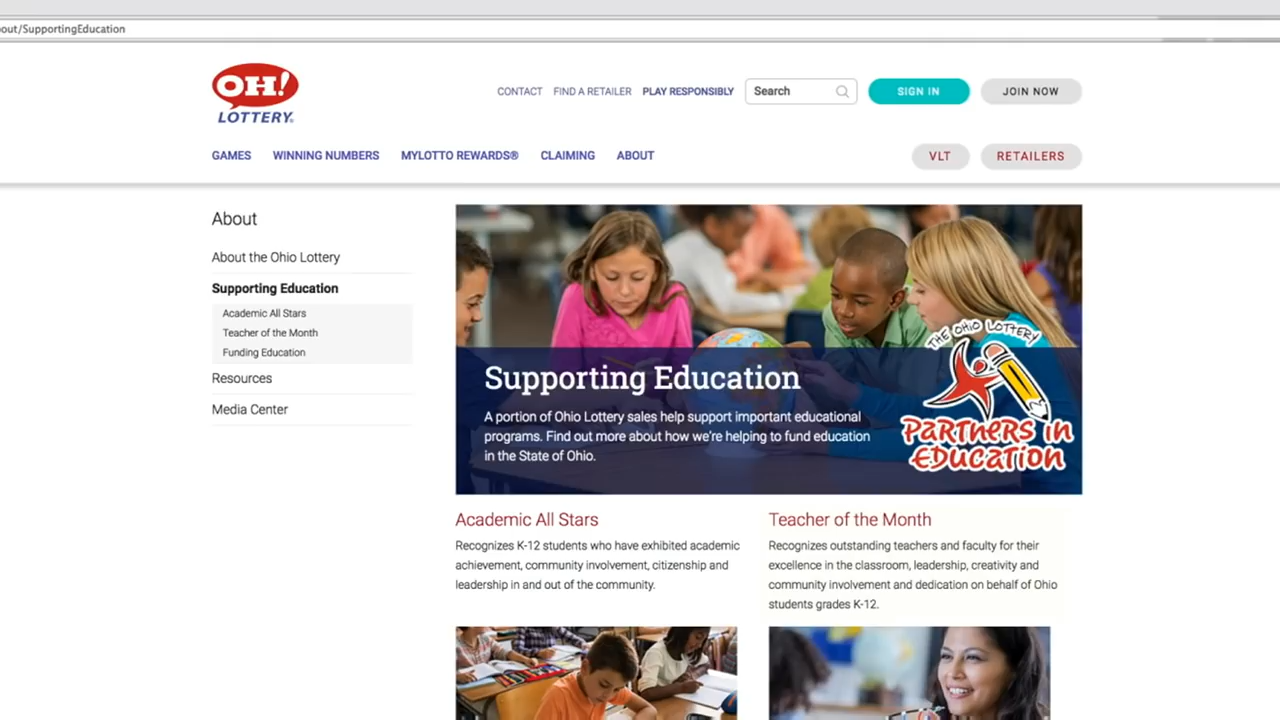 out/SupportingEducation
OH!
LOTTERY
CONTACT FIND A RETAILER PLAY RESPONSIBLY Search SIGN IN JOIN NOW
GAMES WINNING NUMBERS MYLOTTO REWARDS® CLAIMING ABOUT VLT RETAILERS
About
About the Ohio Lottery
Supporting Education
Academic All Stars
Teacher of the Month
Funding Education
Resources
Media Center
THE OHIO LOTTERY
PARTNERS IN
EDUCATION
Supporting Education
A portion of Ohio Lottery sales help support important educational
programs. Find out more about how we're helping to fund education
in the State of Ohio.
Academic All Stars
Recognizes K-12 students who have exhibited academic
achievement, community involvement, citizenship and
leadership in and out of the community.
Teacher of the Month
Recognizes outstanding teachers and faculty for their
excellence in the classroom, leadership, creativity and
community involvement and dedication on behalf of Ohio
students grades K-12.